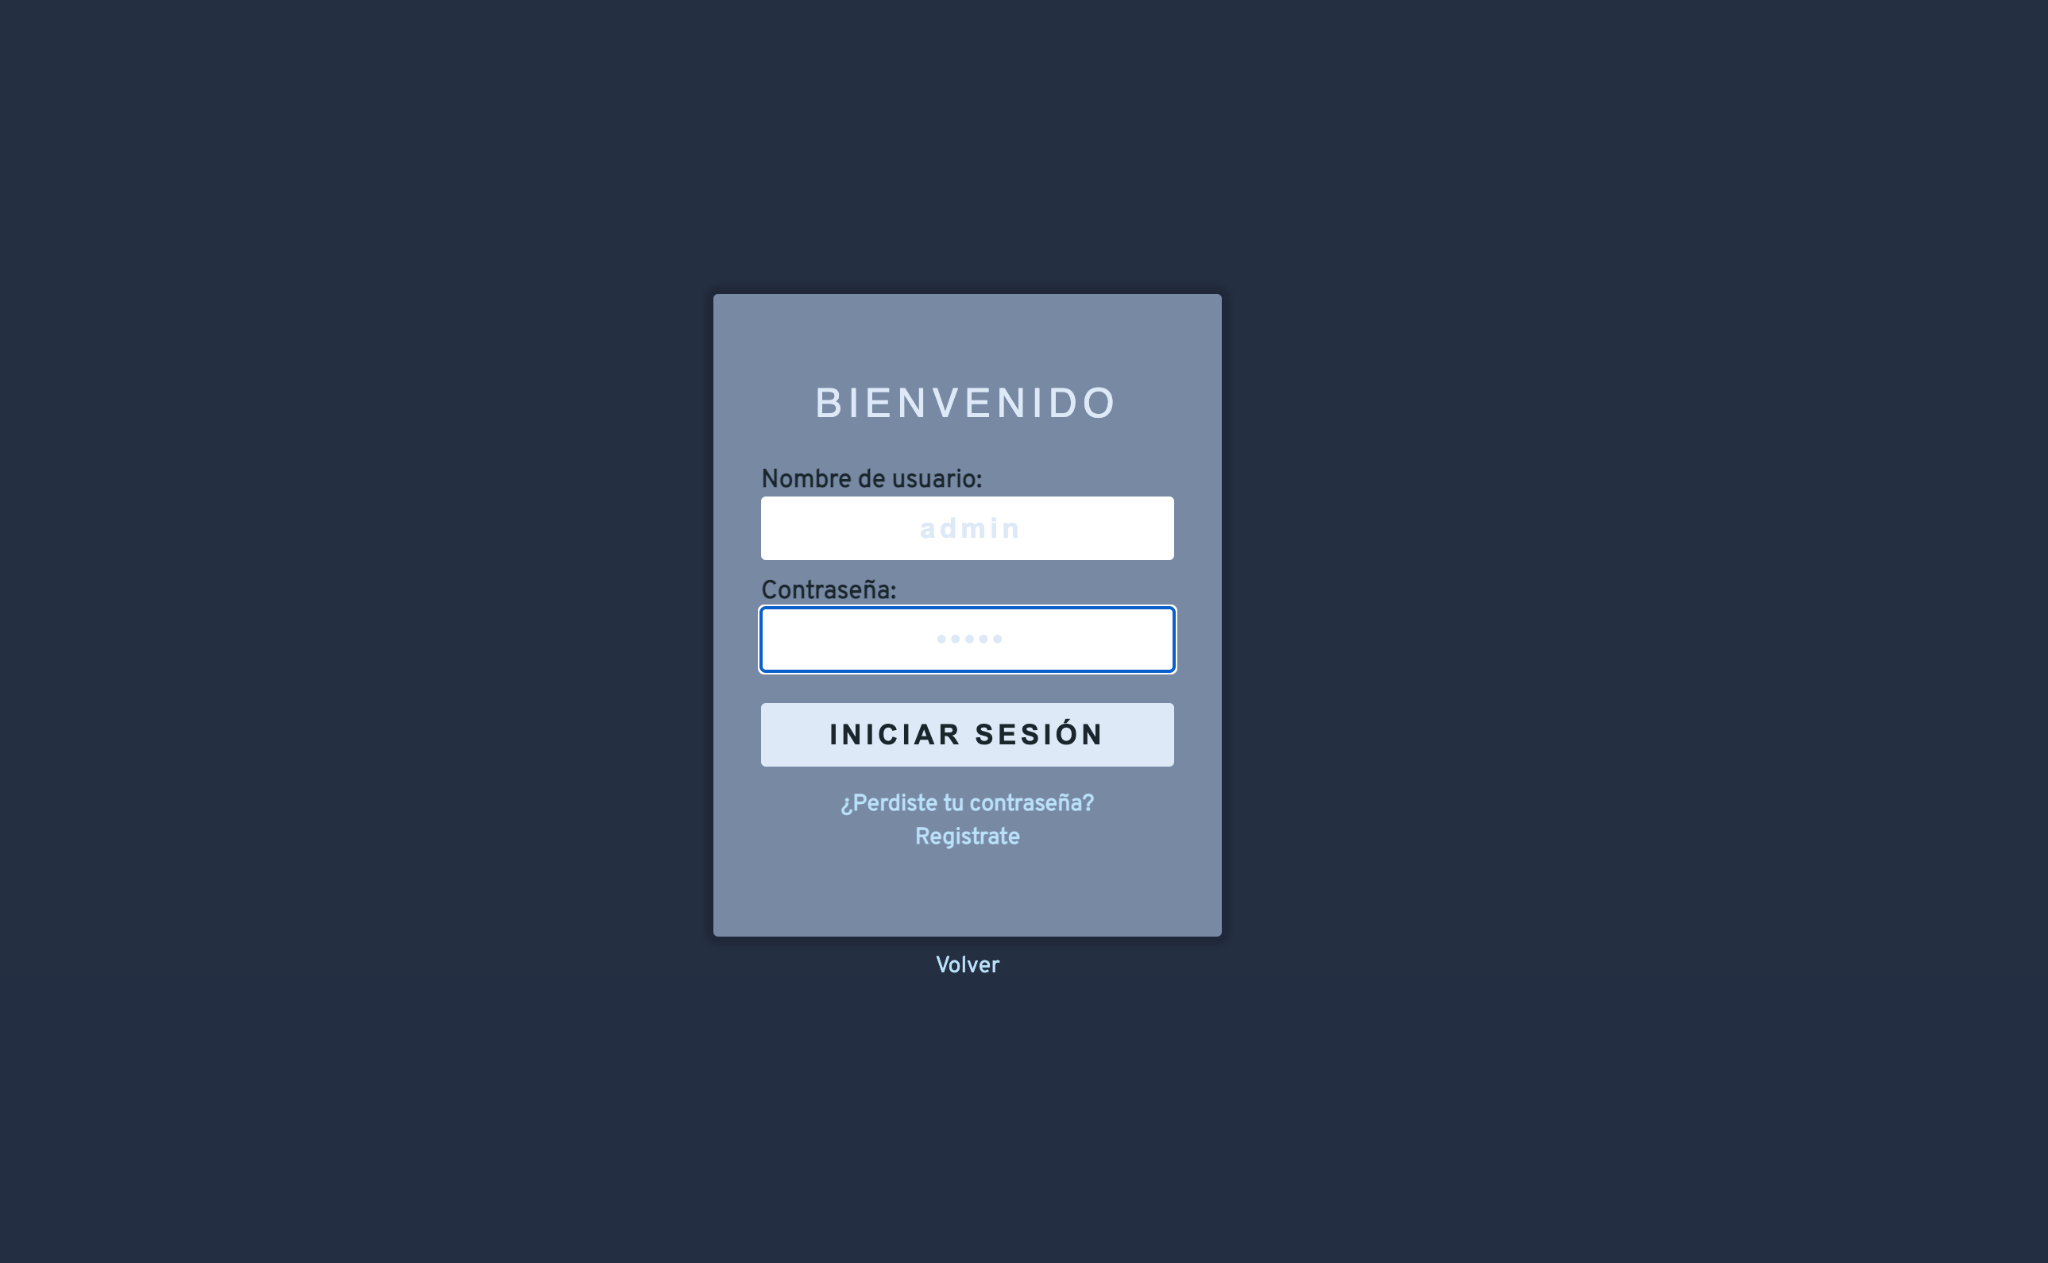 BIENVENIDO
Nombre de usuario:
admin
Contraseña:
•••••
INICIAR SESIÓN
¿Perdiste tu contraseña?
Registrate
Volver